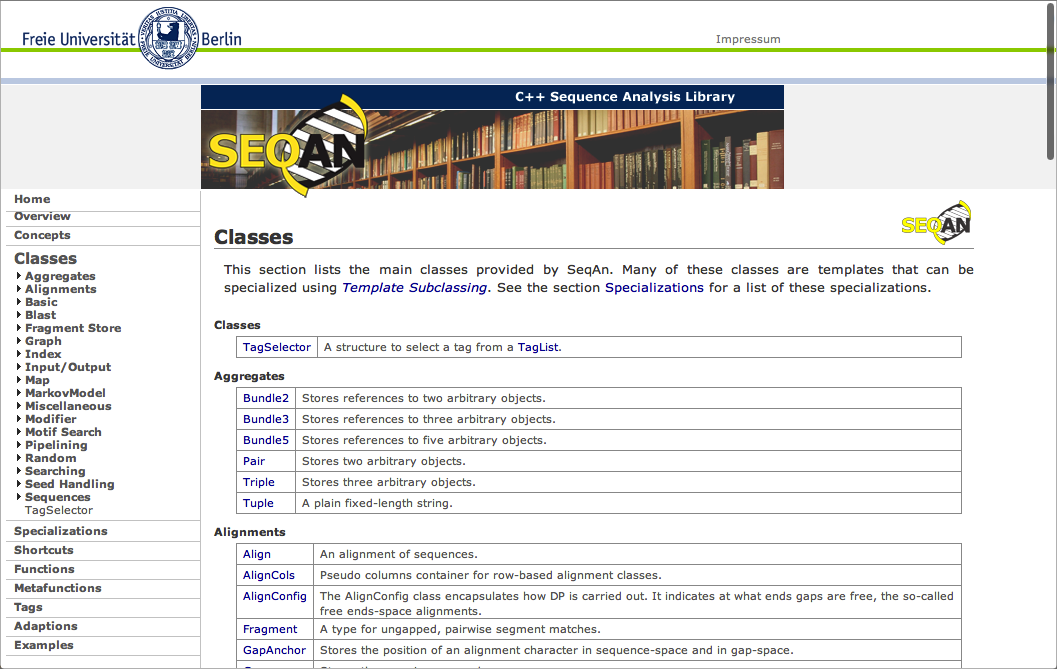 Freie Universität Berlin
Impressum
C++ Sequence Analysis Library
SEQAN
Home
Overview
Concepts
Classes
Aggregates
Alignments
Basic
Blast
Fragment Store
Graph
Index
Input/Output
Map
MarkovModel
Miscellaneous
Modifier
Motif Search
Pipelining
Random
Searching
Seed Handling
Sequences
TagSelector
Specializations
Shortcuts
Functions
Metafunctions
Tags
Adaptions
Examples
SEQAN
Classes
This section lists the main classes provided by SeqAn. Many of these classes are templates that can be
specialized using Template Subclassing. See the section Specializations for a list of these specializations.
Classes
TagSelector A structure to select a tag from a TagList.
Aggregates
Bundle2 Stores references to two arbitrary objects.
Bundle3 Stores references to three arbitrary objects.
Bundle5 Stores references to five arbitrary objects.
Pair Stores two arbitrary objects.
Triple Stores three arbitrary objects.
Tuple A plain fixed-length string.
Alignments
Align An alignment of sequences.
AlignCols Pseudo columns container for row-based alignment classes.
AlignConfig The AlignConfig class encapsulates how DP is carried out. It indicates at what ends gaps are free, the so-called
free ends-space alignments.
Fragment A type for ungapped, pairwise segment matches.
GapAnchor Stores the position of an alignment character in sequence-space and in gap-space.